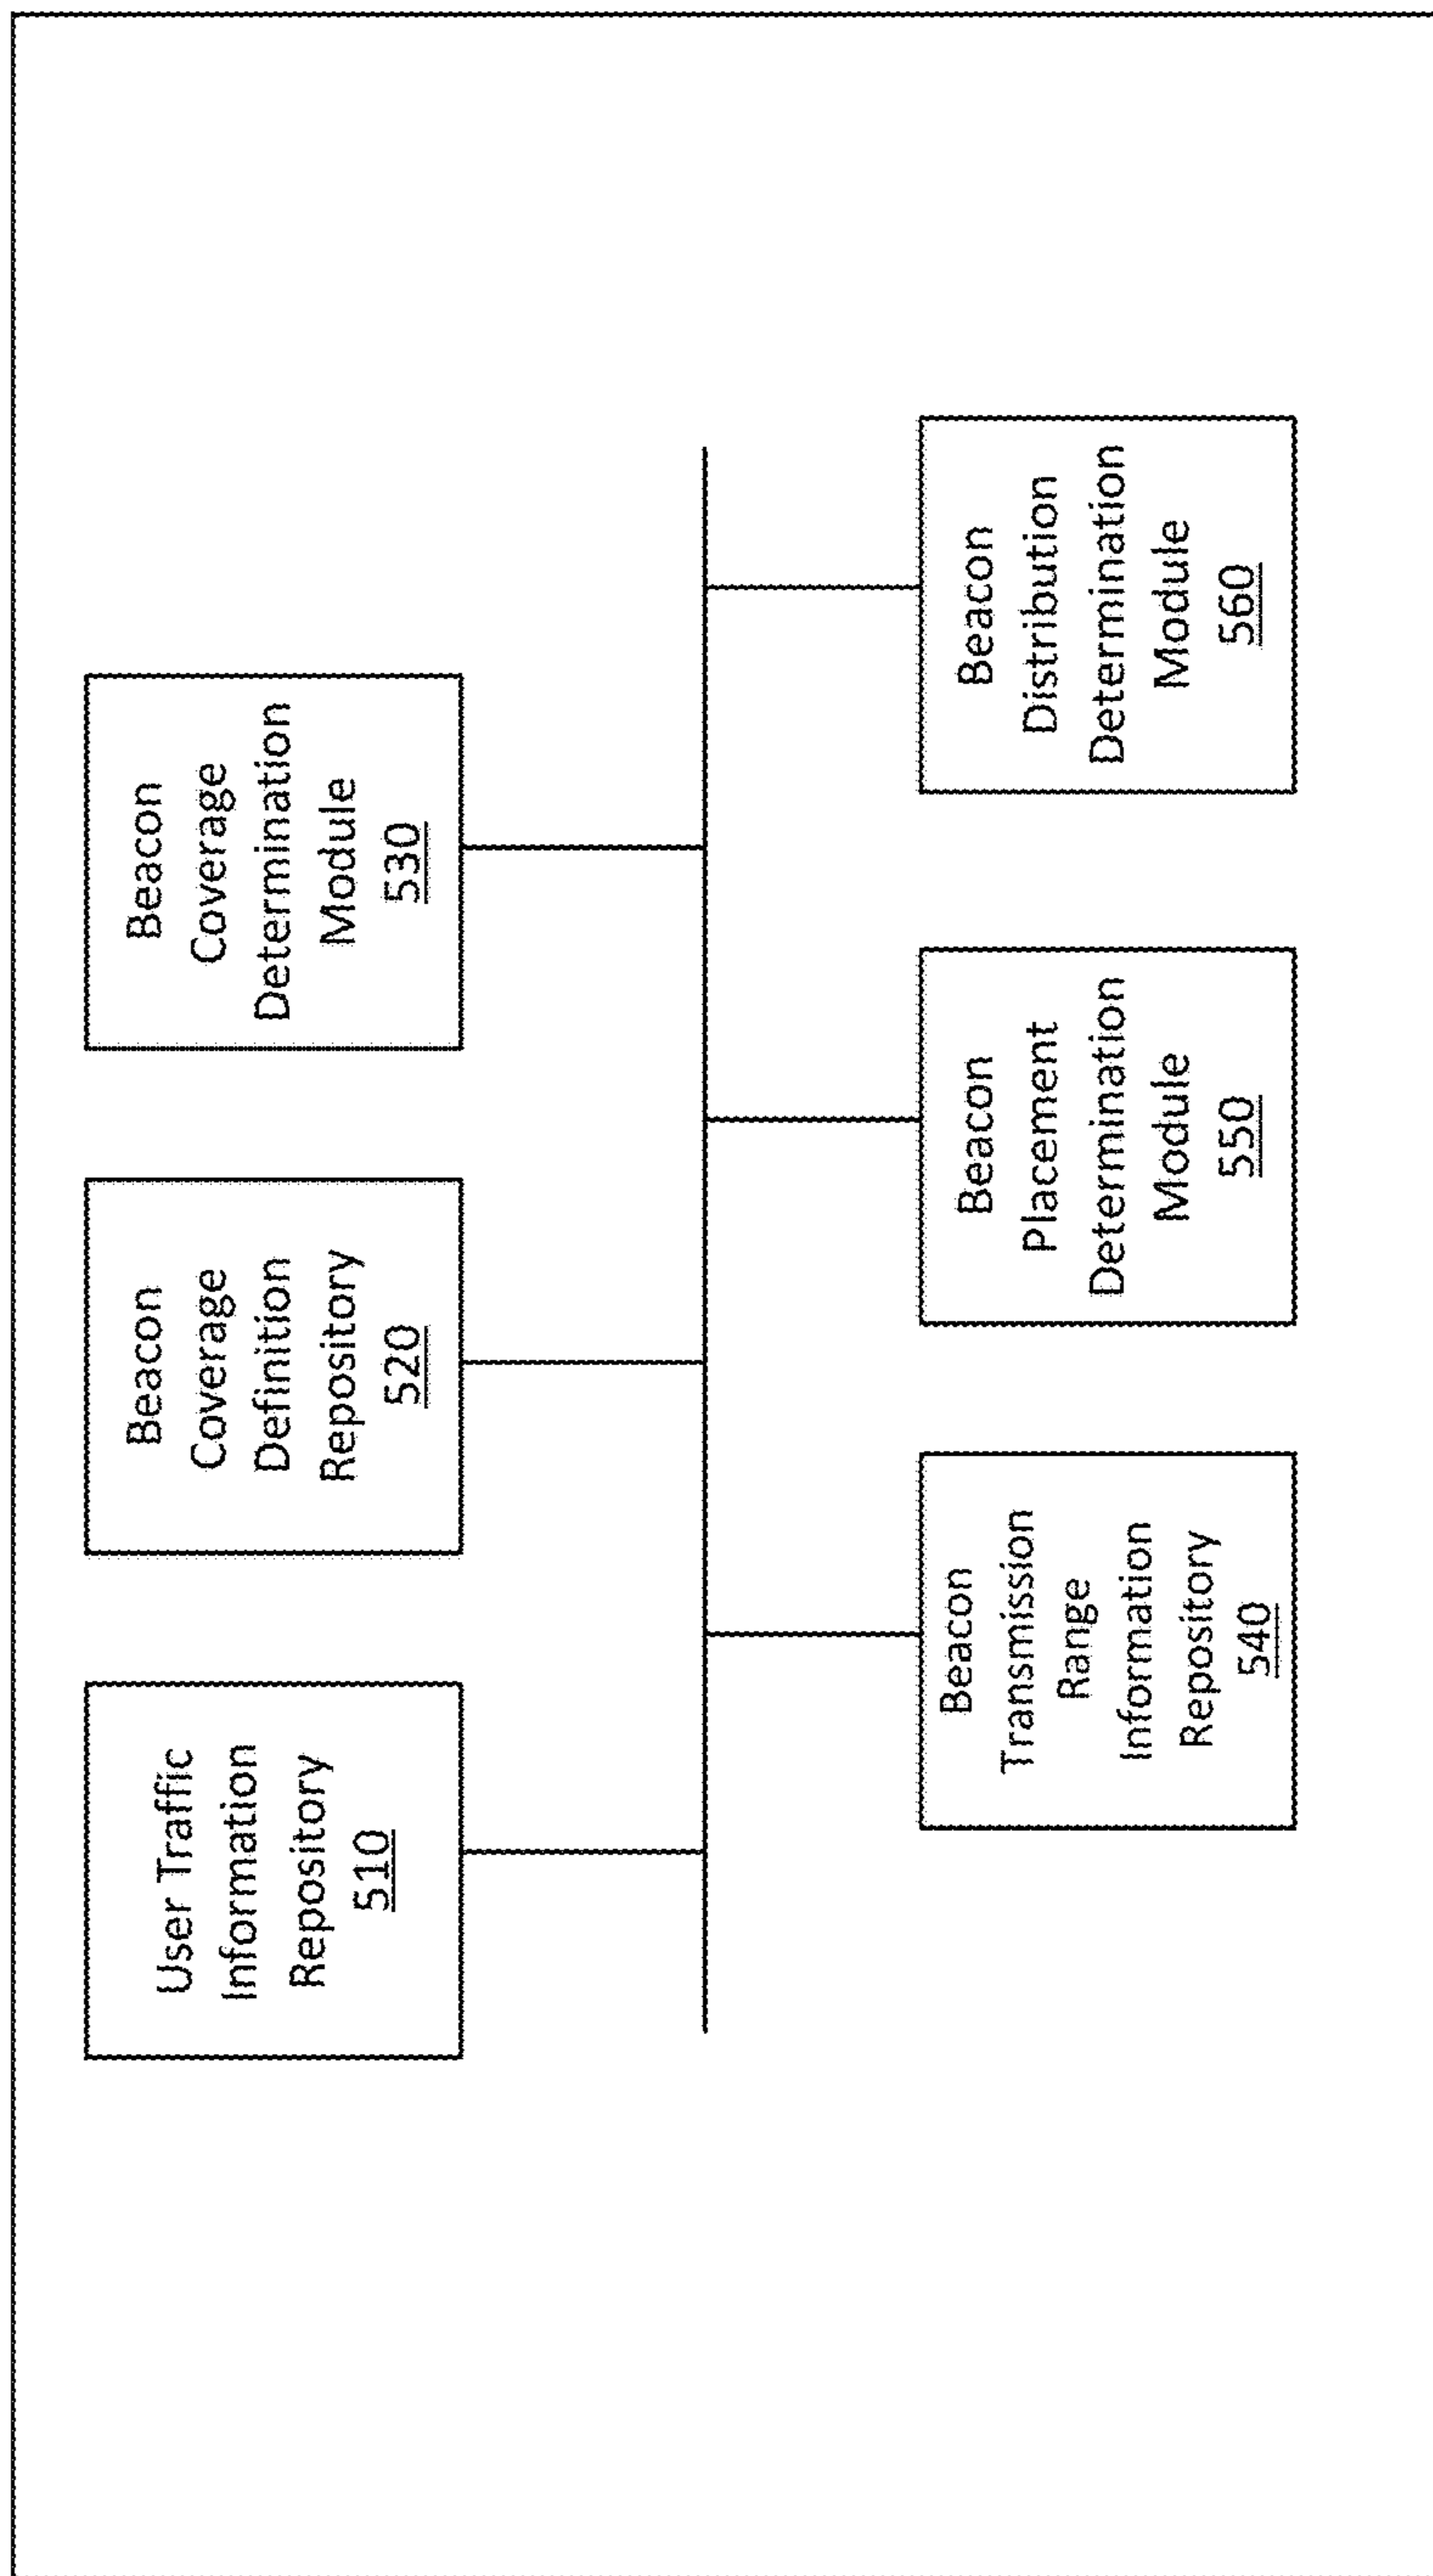 User Traffic
Information
Repository
510
Beacon
Coverage
Definition
Repository
520
Beacon
Coverage
Determination
Module
530
Beacon
Transmission
Range
Information
Repository
540
Beacon
Placement
Determination
Module
550
Beacon
Distribution
Determination
Module
560